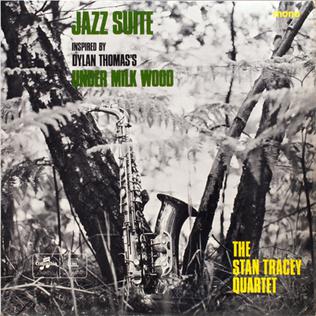 JAZZ SUITE
mono
INSPIRED BY
DYLAN THOMAS'S
UNDER MILK WOOD
THE
STAN TRACEY
QUARTET